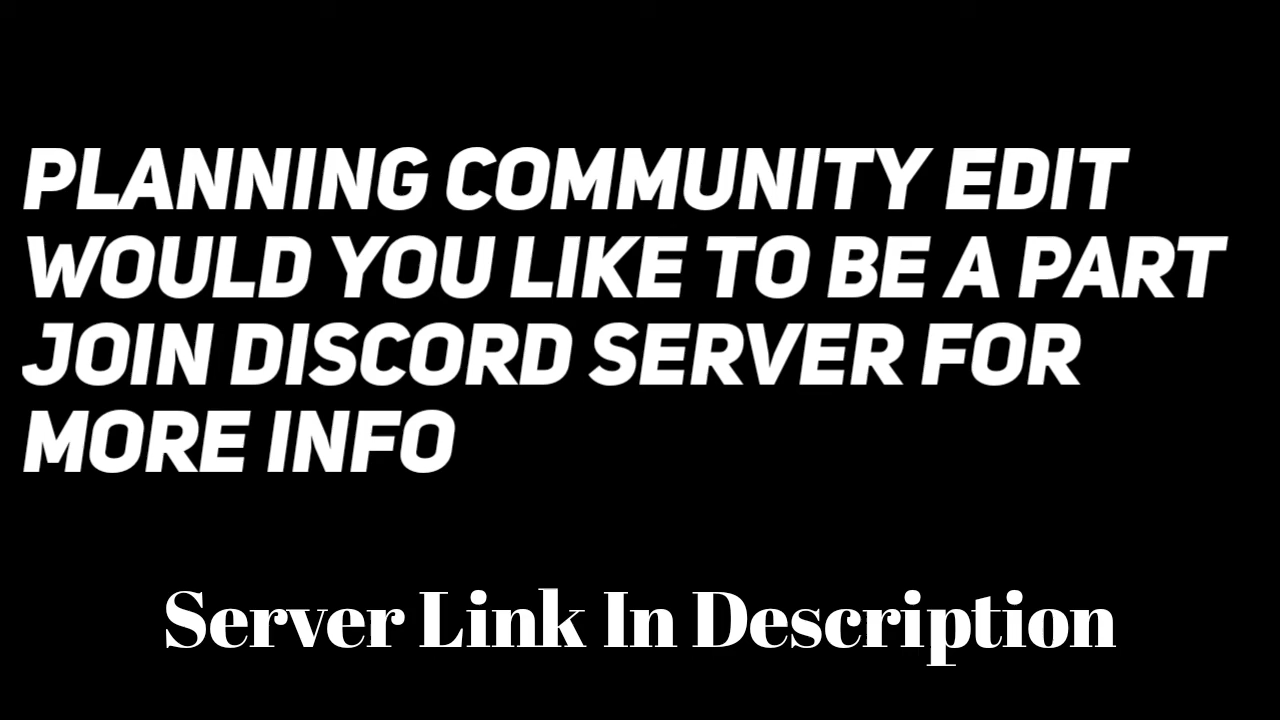 PLANNING COMMUNITY EDIT
WOULD YOU LIKE TO BE A PART
JOIN DISCORD SERVER FOR
MORE INFO
Server Link In Description